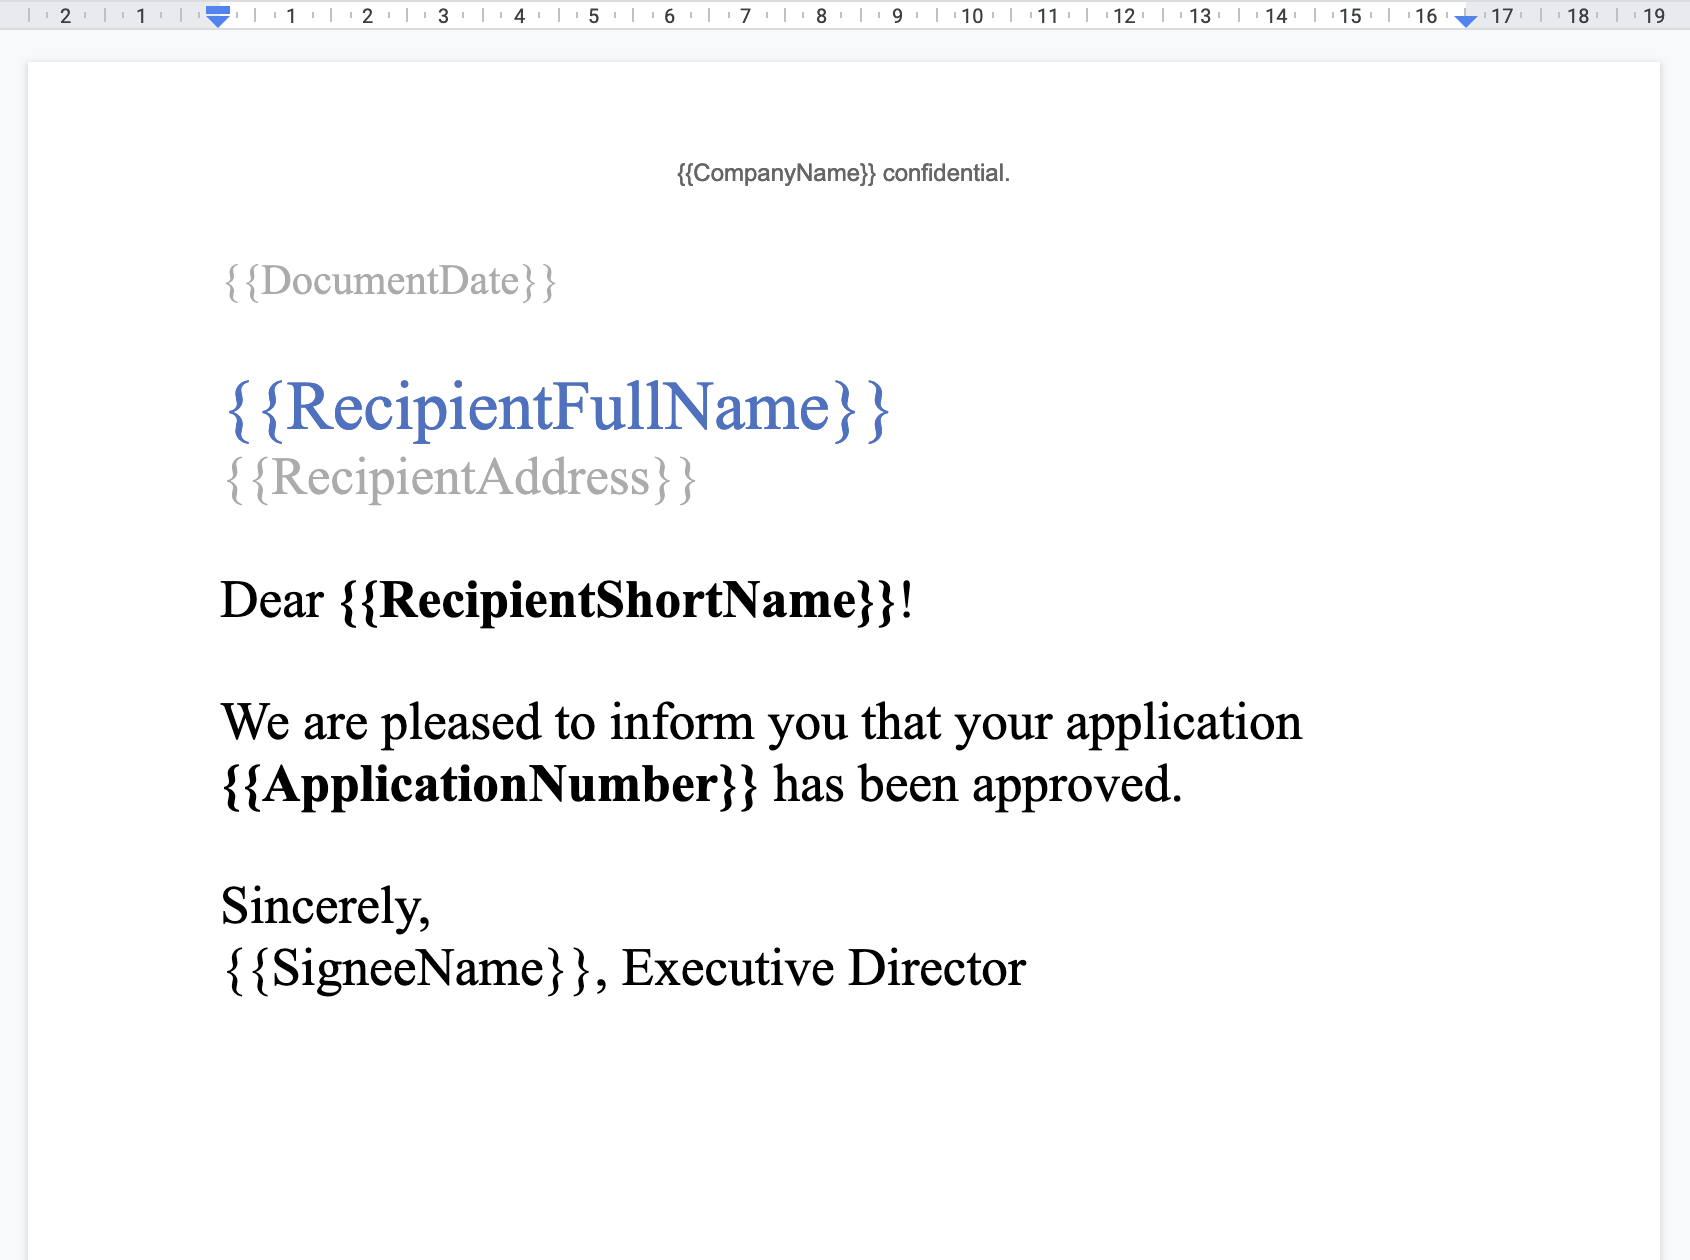 2 1 1 2 3 4 5 6 7 8 9 10 11 12 13 14 15 16 17 18 19
{{CompanyName}} confidential.
{{DocumentDate}}
{{RecipientFullName}}
{{RecipientAddress}}
Dear {{RecipientShortName}}!
We are pleased to inform you that your application
{{ApplicationNumber}} has been approved.
Sincerely,
{{SigneeName}}, Executive Director